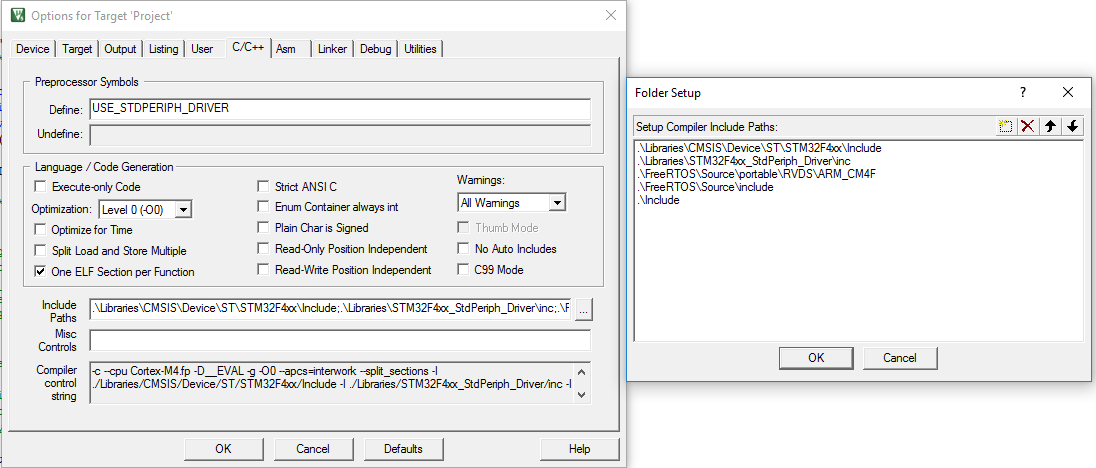 Options for Target 'Project'
Device Target Output Listing User C/C++ Asm Linker Debug Utilities
Preprocessor Symbols
Define: USE_STDPERIPH_DRIVER
Undefine:
Language / Code Generation
Execute-only Code
Optimization: Level 0 (-O0)
Optimize for Time
Split Load and Store Multiple
One ELF Section per Function
Strict ANSI C
Enum Container always int
Plain Char is Signed
Read-Only Position Independent
Read-Write Position Independent
Warnings:
All Warnings
Thumb Mode
No Auto Includes
C99 Mode
Include Paths
.\Libraries\CMSIS\Device\ST\STM32F4xx\Include;.\Libraries\STM32F4xx_StdPeriph_Driver\inc;.\F
...
Misc Controls
Compiler control string
-c --cpu Cortex-M4.fp -D__EVAL -g -O0 --apcs=interwork --split_sections -I
./Libraries/CMSIS/Device/ST/STM32F4xx/Include -I ./Libraries/STM32F4xx_StdPeriph_Driver/inc -I
OK Cancel Defaults Help
Folder Setup
?
Setup Compiler Include Paths:
.\Libraries\CMSIS\Device\ST\STM32F4xx\Include
.\Libraries\STM32F4xx_StdPeriph_Driver\inc
.\FreeRTOS\Source\portable\RVDS\ARM_CM4F
.\FreeRTOS\Source\include
.\Include
OK Cancel